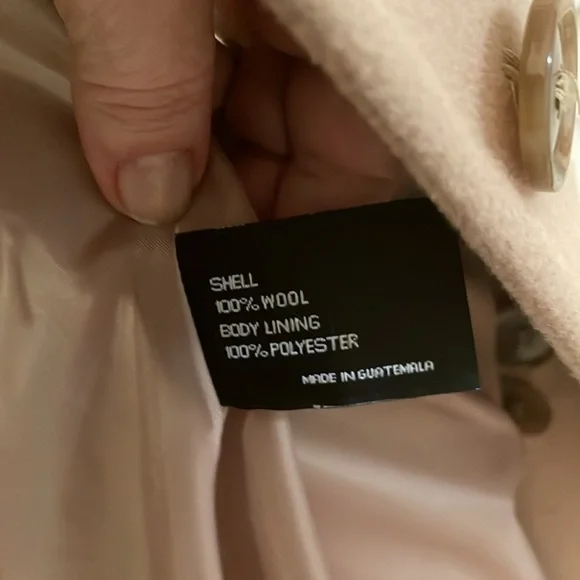 SHELL
100% WOOL
BODY LINING
100% POLYESTER
MADE IN GUATEMALA